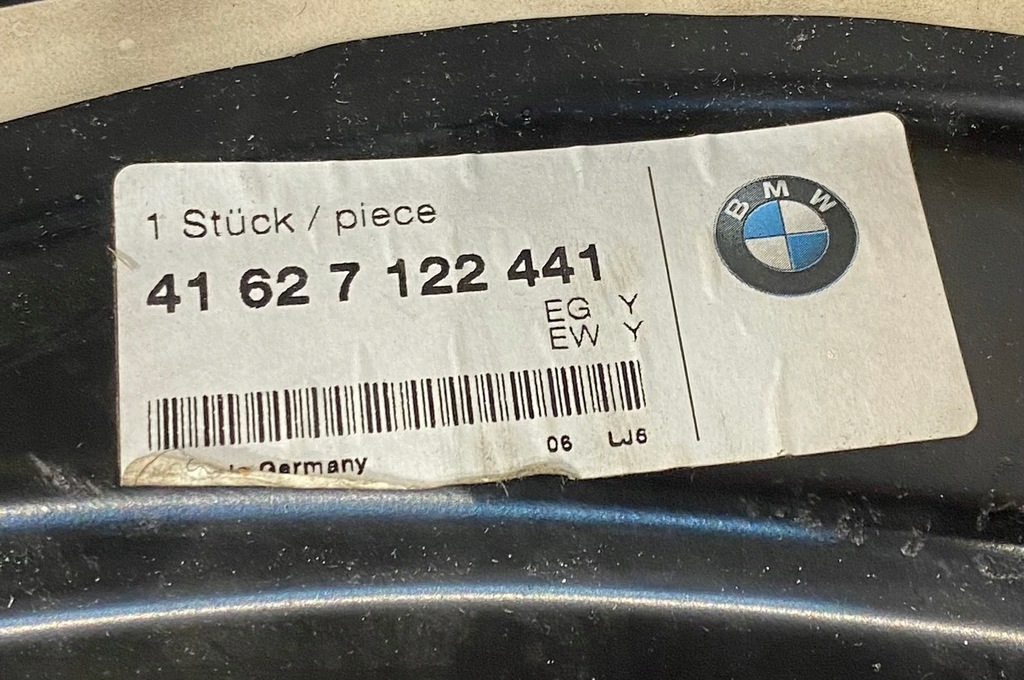 1 Stück / piece
41 62 7 122 441
EG Y
EW Y
06 LJ6
Germany
BMW